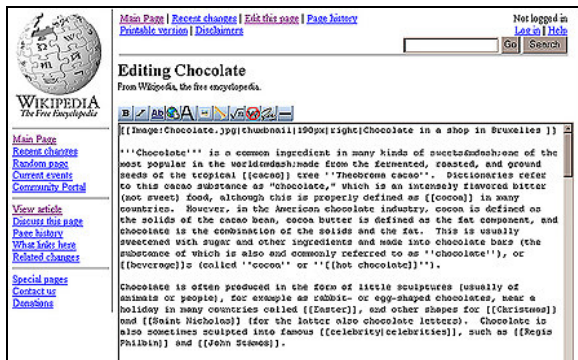 Main Page | Recent changes | Edit this page | Page history
Printable version | Disclaimers
Not logged in
Log in | Help
Go Search
Editing Chocolate
From Wikipedia, the free encyclopedia.
WIKIPEDIA
The Free Encyclopedia
Main Page
Recent changes
Random page
Current events
Community Portal
View article
Discuss this page
Page history
What links here
Related changes
Special pages
Contact us
Donations
[[Image:Chocolate.jpg|thumbnail|190px|right|Chocolate in a shop in Bruxelles ]]
'''Chocolate''' is a common ingredient in many kinds of sweets&mdash;one of the
most popular in the world&mdash;made from the fermented, roasted, and ground
seeds of the tropical [[cacao]] tree ''Theobroma cacao''. Dictionaries refer
to this cacao substance as "chocolate," which is an intensely flavored bitter
(not sweet) food, although this is properly defined as [[cocoa]] in many
countries. However, in the American chocolate industry, cocoa is defined as
the solids of the cacao bean, cocoa butter is defined as the fat component, and
chocolate is the combination of the solids and the fat. This is usually
sweetened with sugar and other ingredients and made into chocolate bars (the
substance of which is also and commonly referred to as ''chocolate''), or
[[beverage]]s (called ''cocoa'' or ''[[hot chocolate]]'').
Chocolate is often produced in the form of little sculptures (usually of
animals or people), for example as rabbit- or egg-shaped chocolates, near a
holiday in many countries called [[Easter]], and other shapes for [[Christmas]]
and [[Saint Nicholas]] (for the latter also chocolate letters). Chocolate is
also sometimes sculpted into famous [[celebrity|celebrities]], such as [[Regis
Philbin]] and [[John Stamos]].